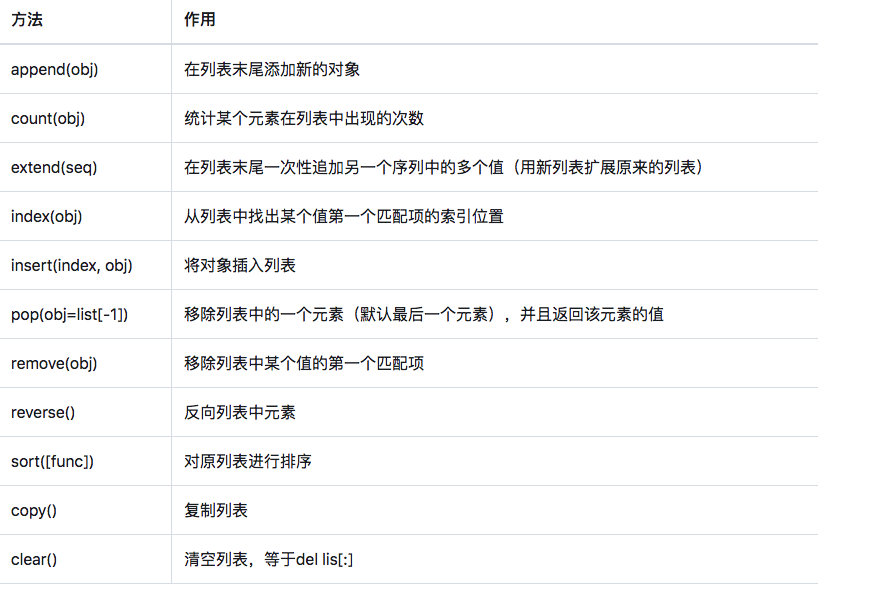 方法 作用
append(obj) 在列表末尾添加新的对象
count(obj) 统计某个元素在列表中出现的次数
extend(seq) 在列表末尾一次性追加另一个序列中的多个值（用新列表扩展原来的列表）
index(obj) 从列表中找出某个值第一个匹配项的索引位置
insert(index, obj) 将对象插入列表
pop(obj=list[-1]) 移除列表中的一个元素（默认最后一个元素），并且返回该元素的值
remove(obj) 移除列表中某个值的第一个匹配项
reverse() 反向列表中元素
sort([func]) 对原列表进行排序
copy() 复制列表
clear() 清空列表，等于del lis[:]